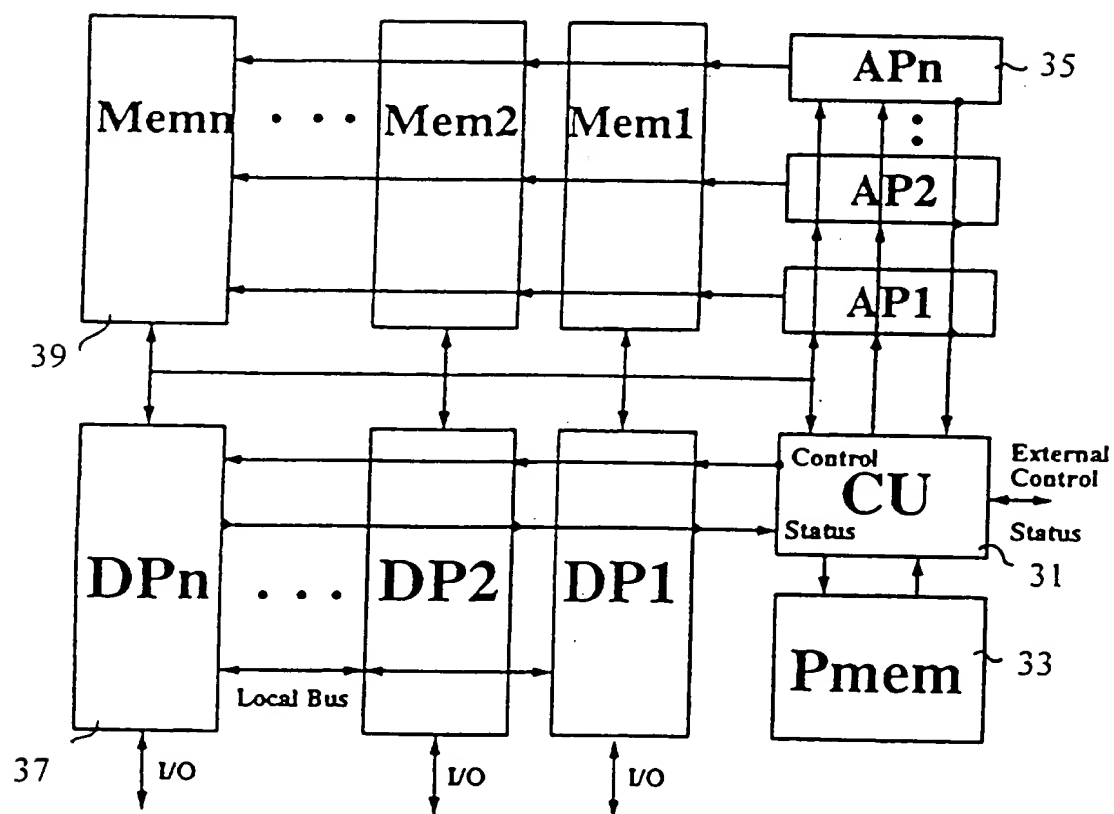 APn
35
Memn
Mem2
Mem1
AP2
AP1
39
Control
External
Control
CU
Status
Status
31
DPn
DP2
DP1
Pmem
33
Local Bus
37
I/O
I/O
I/O